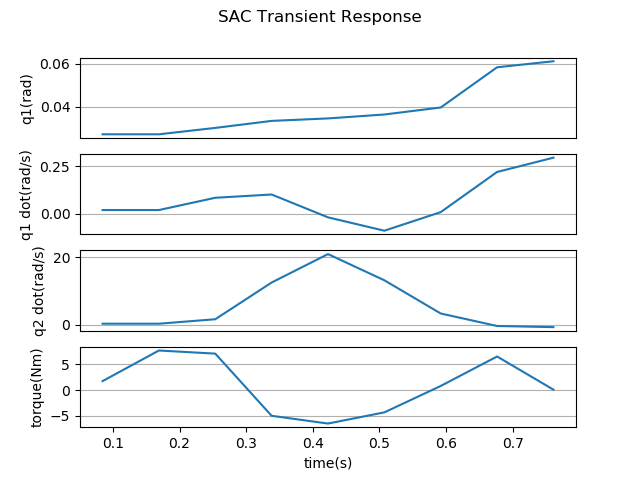 SAC Transient Response
0.06
0.04
q1(rad)
0.25
0.00
q1 dot(rad/s)
20
0
q2 dot(rad/s)
5
0
−5
torque(Nm)
0.1 0.2 0.3 0.4 0.5 0.6 0.7
time(s)